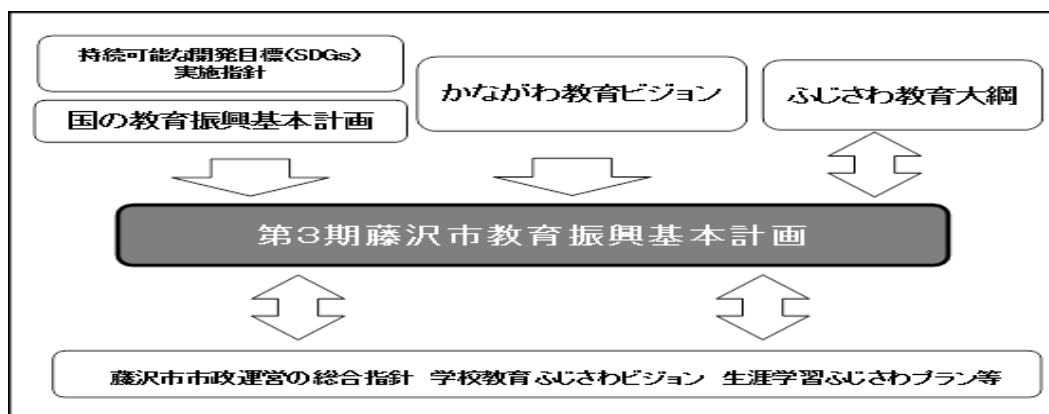 持続可能な開発目標(SDGs)
実施指針
国の教育振興基本計画
かながわ教育ビジョン
ふじさわ教育大綱
第3期藤沢市教育振興基本計画
藤沢市市政運営の総合指針 学校教育ふじさわビジョン 生涯学習ふじさわプラン等